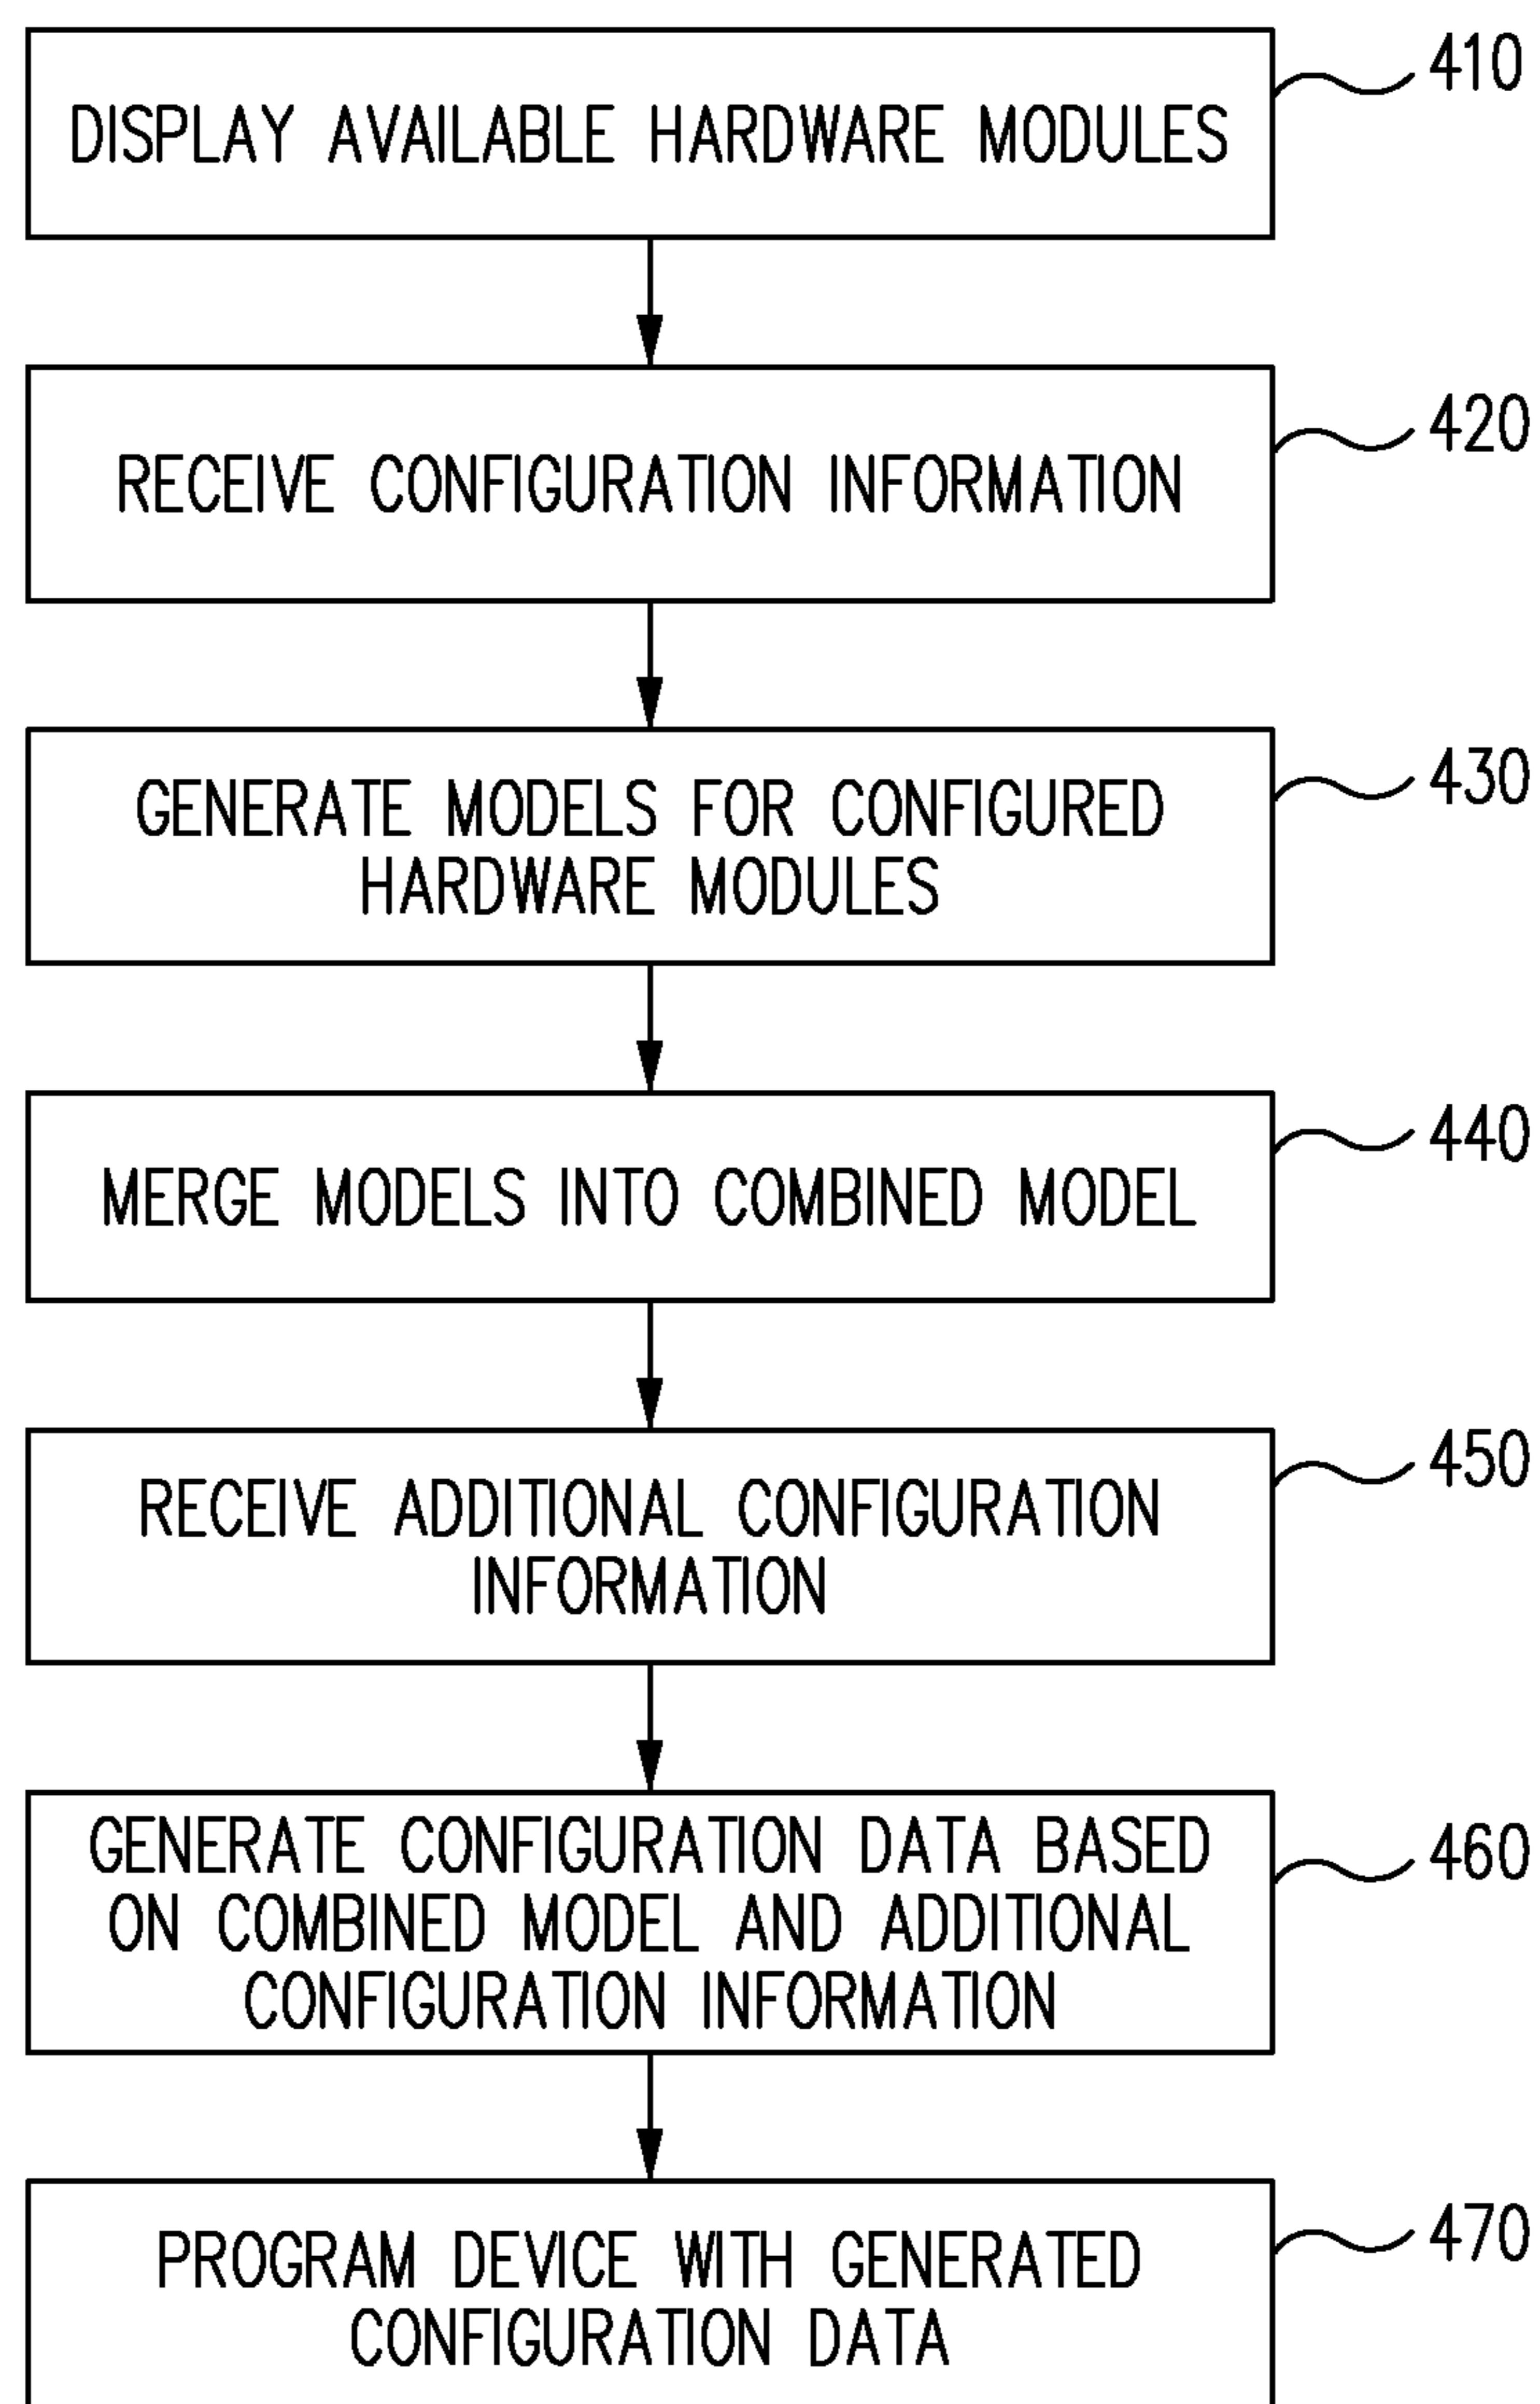 DISPLAY AVAILABLE HARDWARE MODULES
410
RECEIVE CONFIGURATION INFORMATION
420
GENERATE MODELS FOR CONFIGURED
HARDWARE MODULES
430
MERGE MODELS INTO COMBINED MODEL
440
RECEIVE ADDITIONAL CONFIGURATION
INFORMATION
450
GENERATE CONFIGURATION DATA BASED
ON COMBINED MODEL AND ADDITIONAL
CONFIGURATION INFORMATION
460
PROGRAM DEVICE WITH GENERATED
CONFIGURATION DATA
470